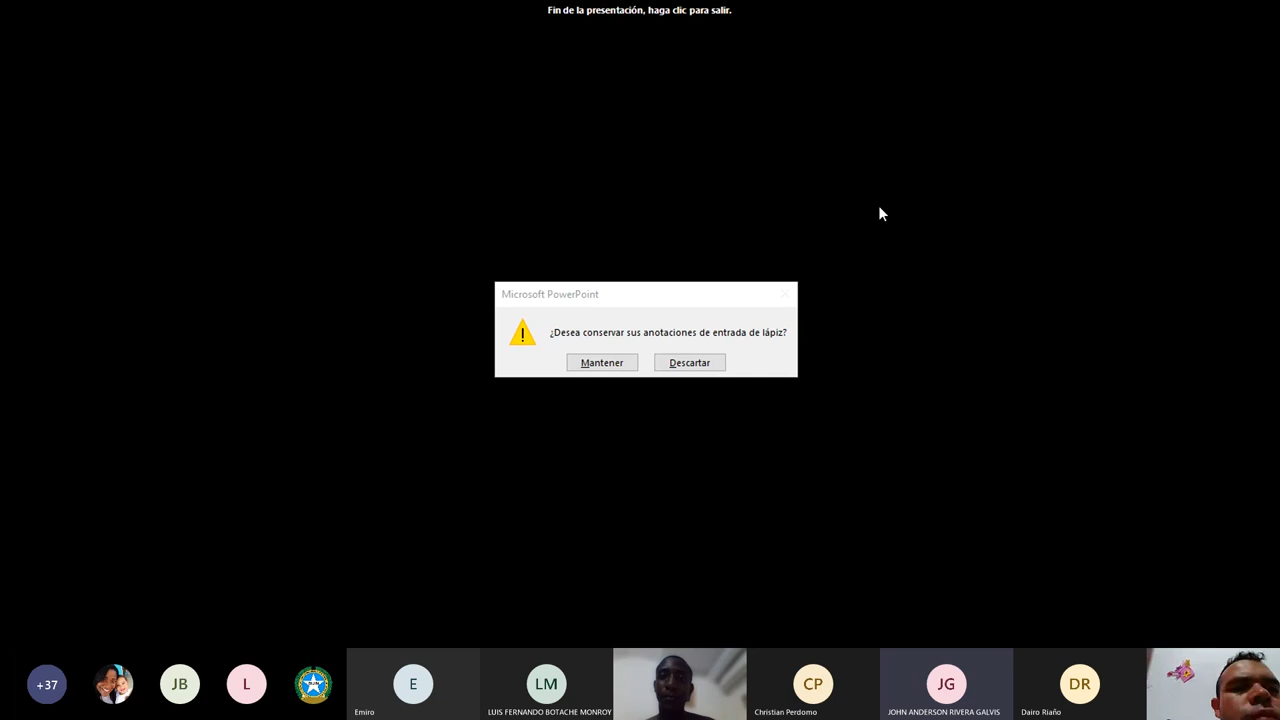 Fin de la presentación, haga clic para salir.
Microsoft PowerPoint
¿Desea conservar sus anotaciones de entrada de lápiz?
Mantener
Descartar
+37
JB
L
E
LM
CP
JG
DR
Emiro
LUIS FERNANDO BOTACHE MONROY
Christian Perdomo
JOHN ANDERSON RIVERA GALVIS
Dairo Riaño